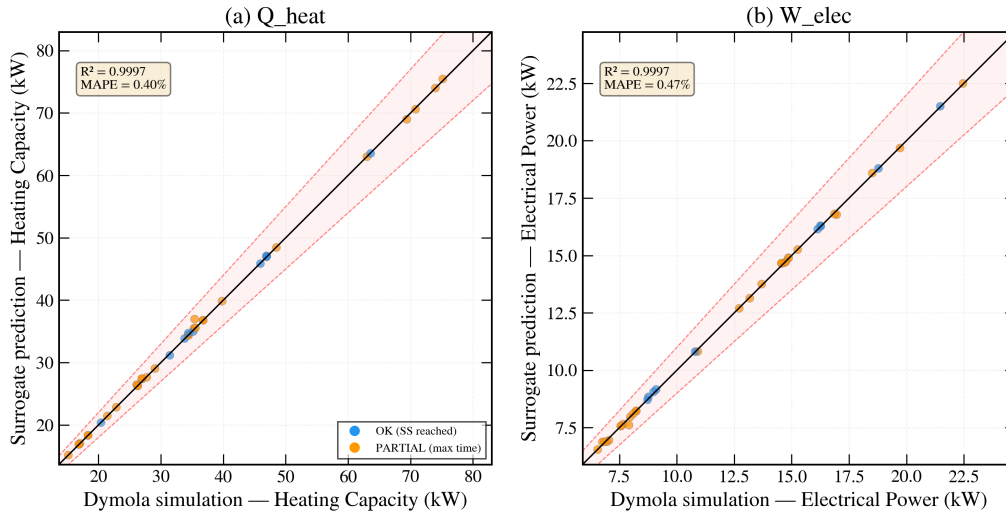 (a) Q_heat
Surrogate prediction — Heating Capacity (kW)
80
70
60
50
40
30
20
R² = 0.9997
MAPE = 0.40%
OK (SS reached)
PARTIAL (max time)
20 30 40 50 60 70 80
Dymola simulation — Heating Capacity (kW)
(b) W_elec
Surrogate prediction — Electrical Power (kW)
22.5
20.0
17.5
15.0
12.5
10.0
7.5
R² = 0.9997
MAPE = 0.47%
7.5 10.0 12.5 15.0 17.5 20.0 22.5
Dymola simulation — Electrical Power (kW)